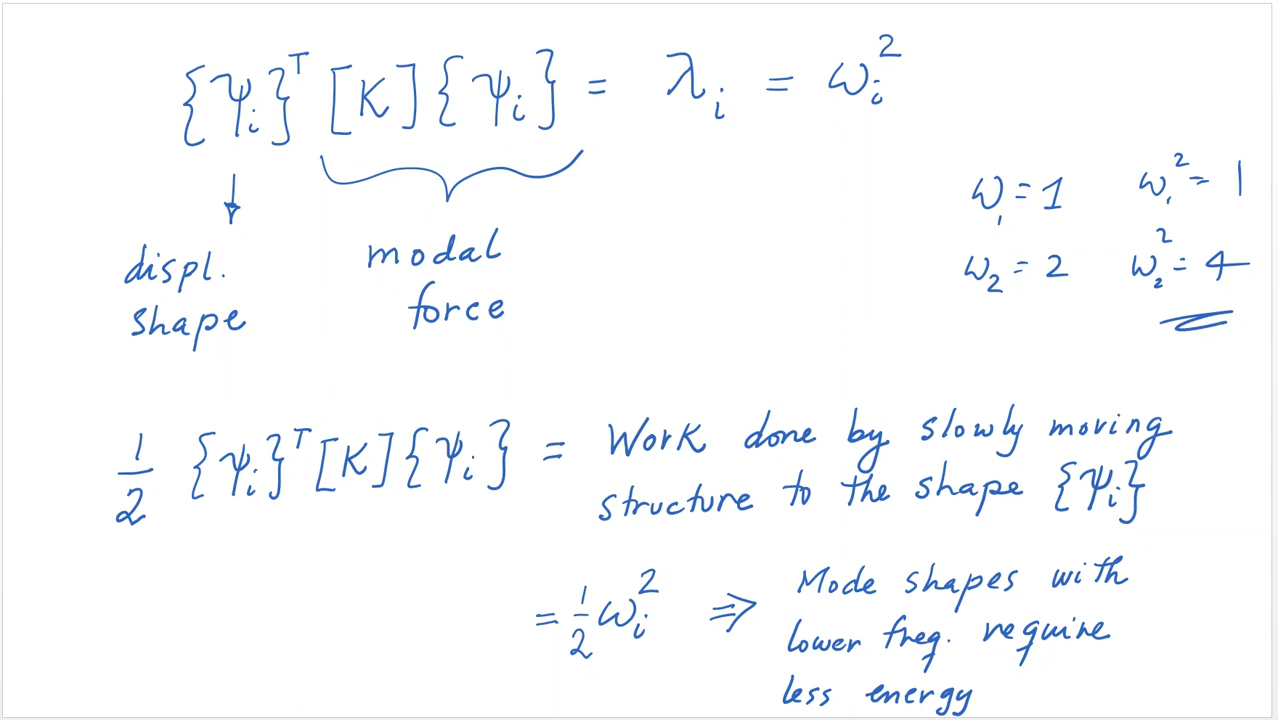 {ψᵢ}ᵀ [K] {ψᵢ} = λᵢ = ωᵢ²
ω₁ = 1   ω₁² = 1
displ. shape
modal force
ω₂ = 2   ω₂² = 4
1/2 {ψᵢ}ᵀ [K] {ψᵢ} = Work done by slowly moving
structure to the shape {ψᵢ}
= 1/2 ωᵢ² ⇒ Mode shapes with
lower freq. require
less energy